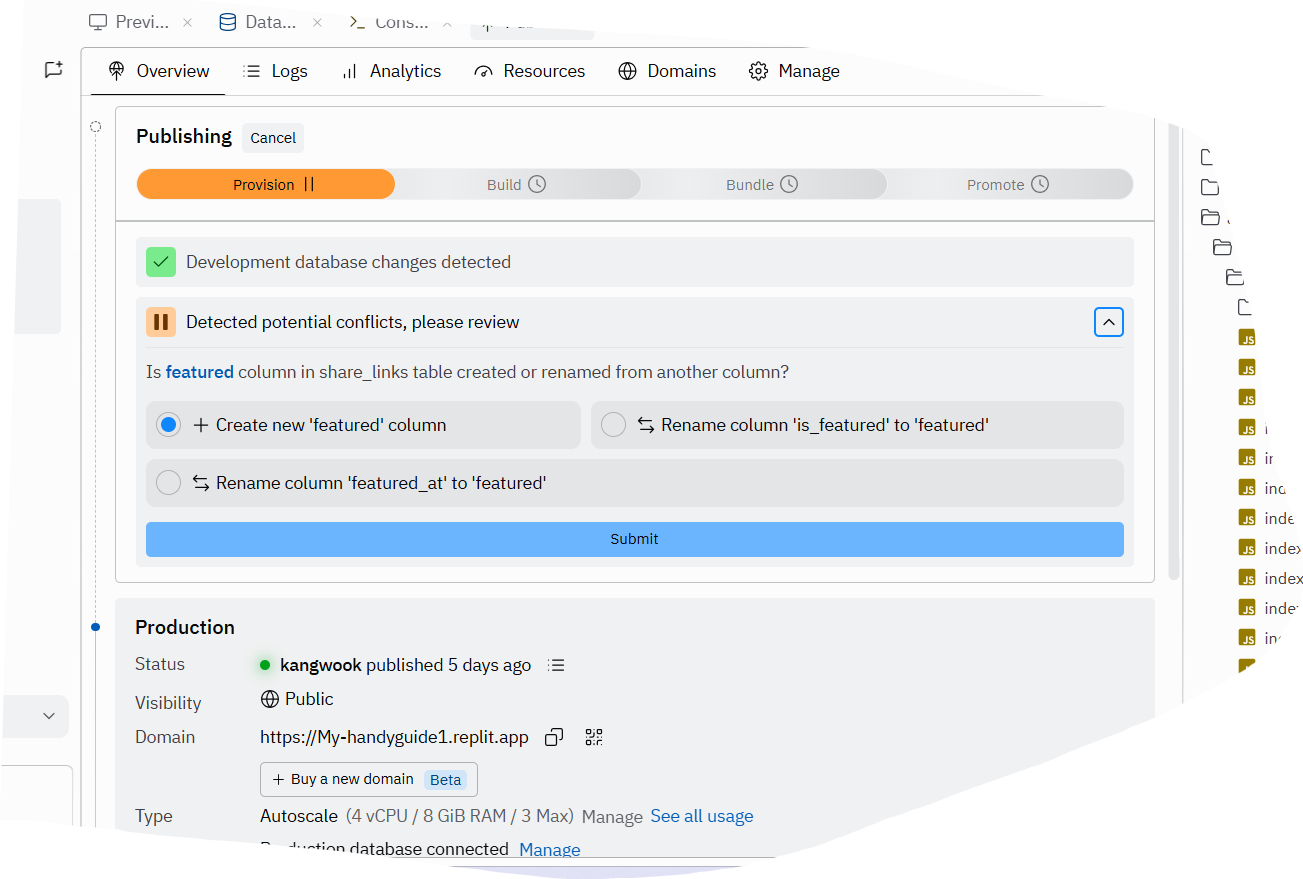 Previ... Data... Cons...
Overview Logs Analytics Resources Domains Manage
Publishing Cancel
Provision Build Bundle Promote
Development database changes detected
Detected potential conflicts, please review
Is featured column in share_links table created or renamed from another column?
Create new 'featured' column Rename column 'is_featured' to 'featured'
Rename column 'featured_at' to 'featured'
Submit
Production
Status kangwook published 5 days ago
Visibility Public
Domain https://My-handyguide1.replit.app
+ Buy a new domain Beta
Type Autoscale (4 vCPU / 8 GiB RAM / 3 Max) Manage See all usage
Production database connected Manage
JS
JS
JS
JS
JS in
JS ind
JS inde
JS index
JS index
JS inde
JS in